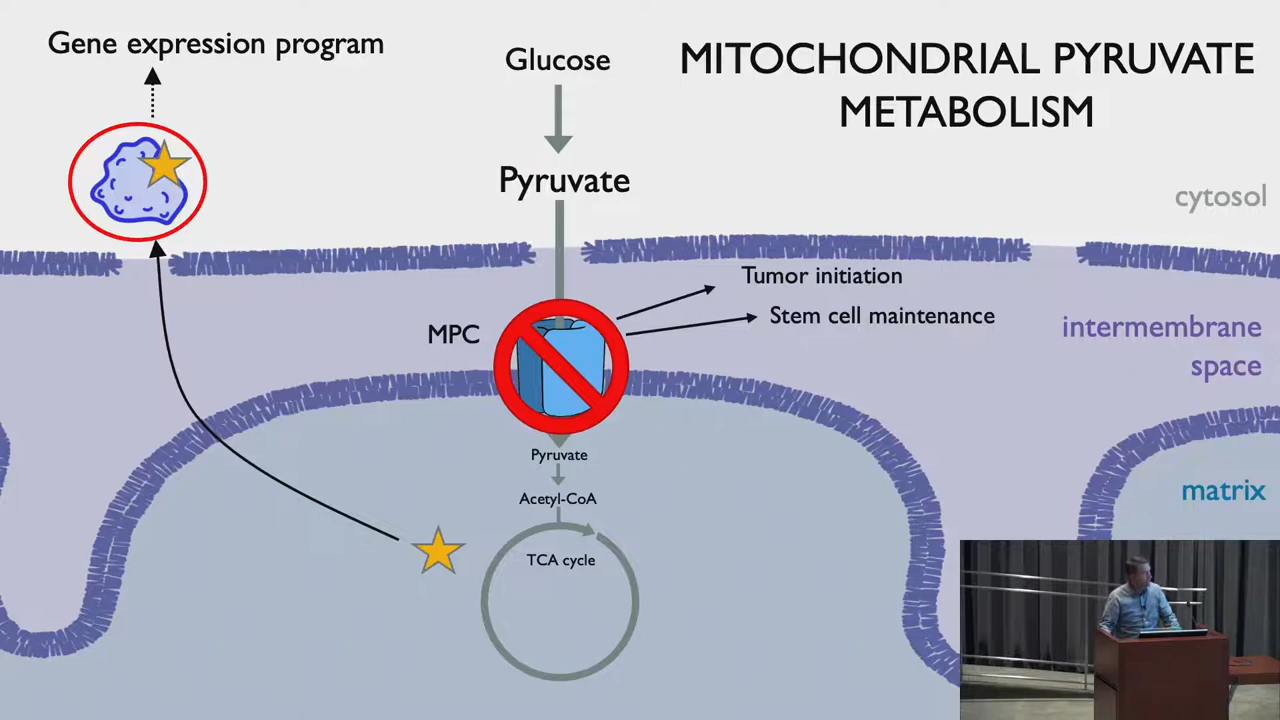 Gene expression program
Glucose
MITOCHONDRIAL PYRUVATE
METABOLISM
Pyruvate
cytosol
Tumor initiation
Stem cell maintenance
MPC
intermembrane
space
Pyruvate
Acetyl-CoA
matrix
TCA cycle